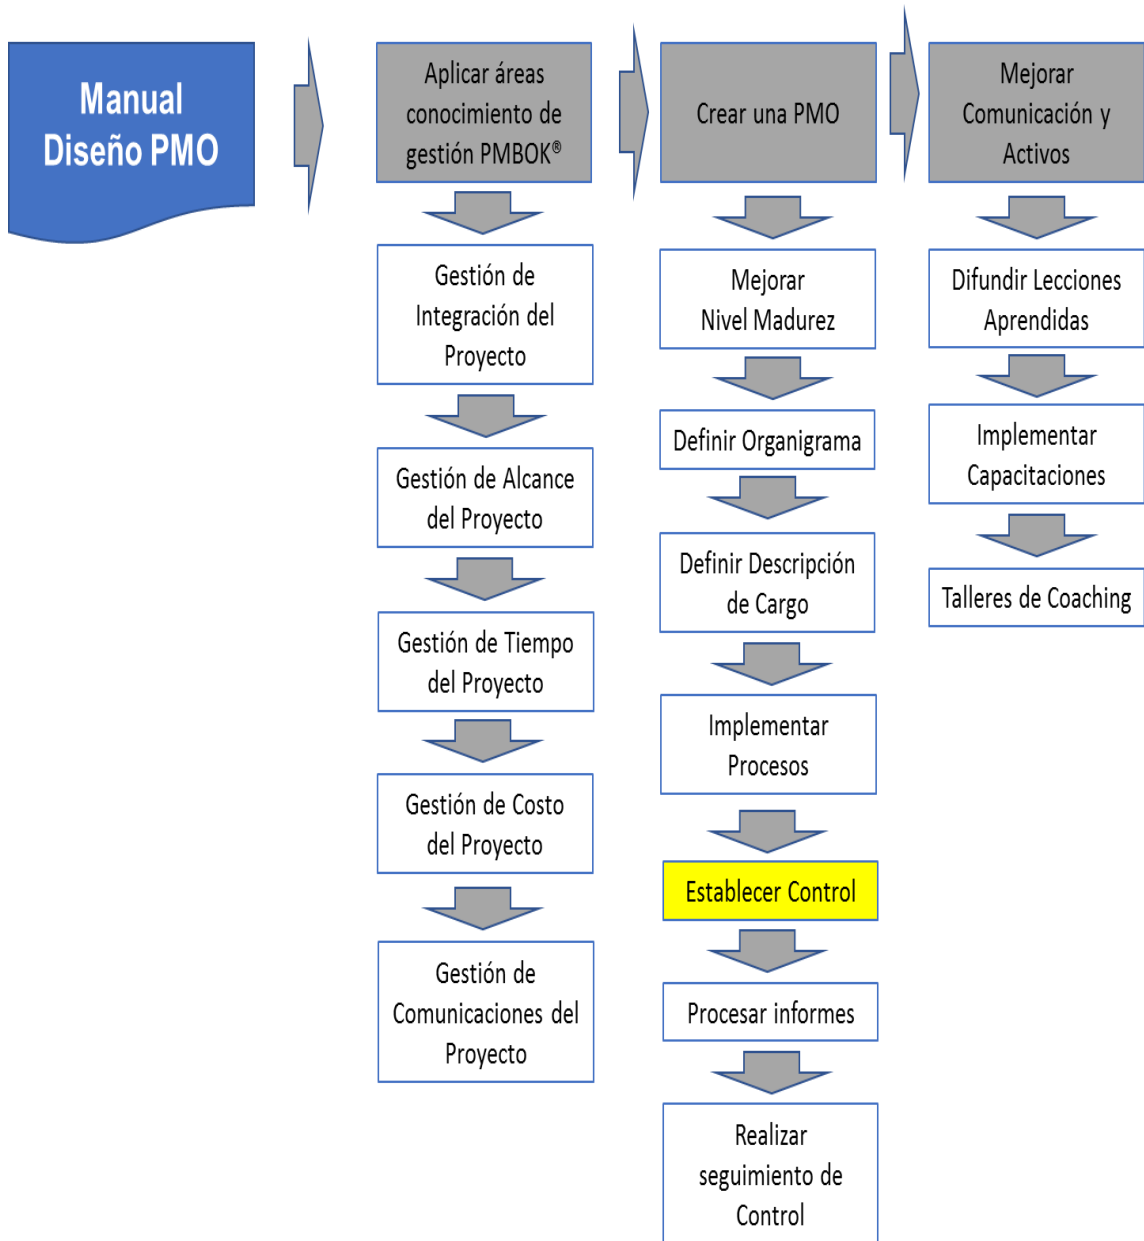 Manual
Diseño PMO
Aplicar áreas
conocimiento de
gestión PMBOK®
Crear una PMO
Mejorar
Comunicación y
Activos
Gestión de
Integración del
Proyecto
Gestión de Alcance
del Proyecto
Gestión de Tiempo
del Proyecto
Gestión de Costo
del Proyecto
Gestión de
Comunicaciones del
Proyecto
Mejorar
Nivel Madurez
Definir Organigrama
Definir Descripción
de Cargo
Implementar
Procesos
Establecer Control
Procesar informes
Realizar
seguimiento de
Control
Difundir Lecciones
Aprendidas
Implementar
Capacitaciones
Talleres de Coaching